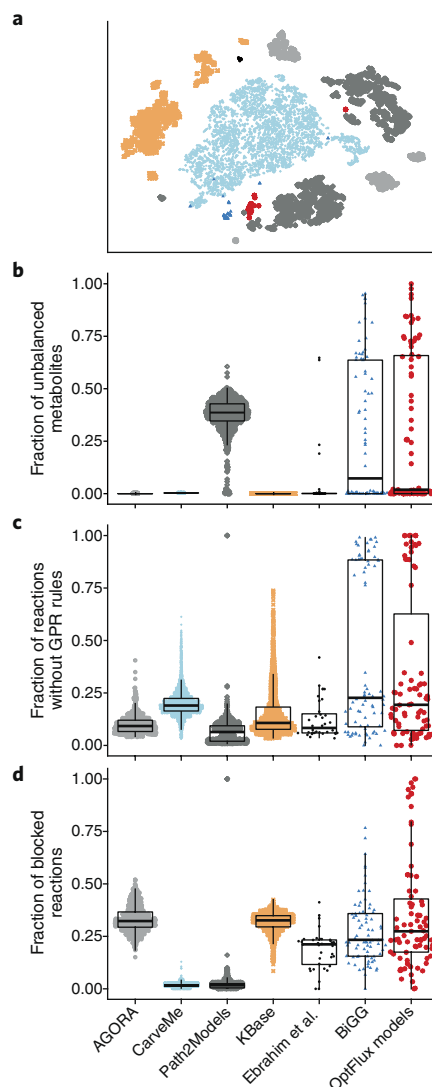 a
b
Fraction of unbalanced
metabolites
1.00
0.75
0.50
0.25
0.00
c
Fraction of reactions
without GPR rules
1.00
0.75
0.50
0.25
0.00
d
Fraction of blocked
reactions
1.00
0.75
0.50
0.25
0.00
AGORA
CarveMe
Path2Models
KBase
Ebrahim et al.
BiGG
OptFlux models